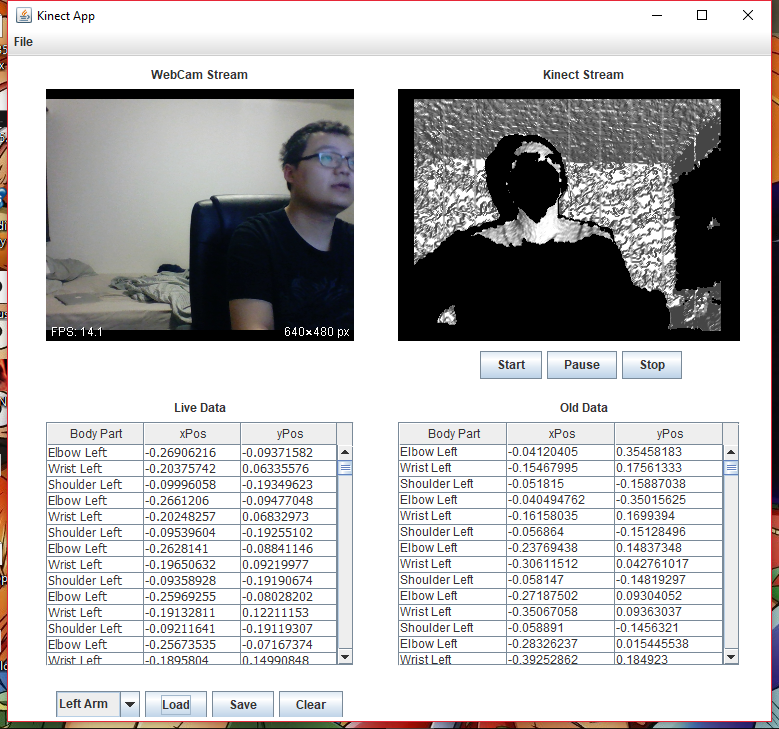 Kinect App
File
WebCam Stream
Kinect Stream
FPS: 14.1
640×480 px
Start Pause Stop
Live Data
Body Part xPos yPos
Elbow Left -0.26906216 -0.09371582
Wrist Left -0.20375742 0.06335576
Shoulder Left -0.09996058 -0.19349623
Elbow Left -0.2661206 -0.09477048
Wrist Left -0.20248257 0.06832973
Shoulder Left -0.09539604 -0.19255102
Elbow Left -0.2628141 -0.08841146
Wrist Left -0.19650632 0.09219977
Shoulder Left -0.09358928 -0.19190674
Elbow Left -0.25969255 -0.08028202
Wrist Left -0.19132811 0.12211153
Shoulder Left -0.09211641 -0.19119307
Elbow Left -0.25673535 -0.07167374
Wrist Left -0.1895804 0.14990848
Old Data
Body Part xPos yPos
Elbow Left -0.04120405 0.35458183
Wrist Left -0.15467995 0.17561333
Shoulder Left -0.051815 -0.15887038
Elbow Left -0.040494762 -0.35015625
Wrist Left -0.16158035 0.1699394
Shoulder Left -0.056864 -0.15128496
Elbow Left -0.23769438 0.14837348
Wrist Left -0.30611512 0.042761017
Shoulder Left -0.058147 -0.14819297
Elbow Left -0.27187502 0.09304052
Wrist Left -0.35067058 0.09363037
Shoulder Left -0.058891 -0.1456321
Elbow Left -0.28326237 0.015445538
Wrist Left -0.39252862 0.184923
Left Arm Load Save Clear